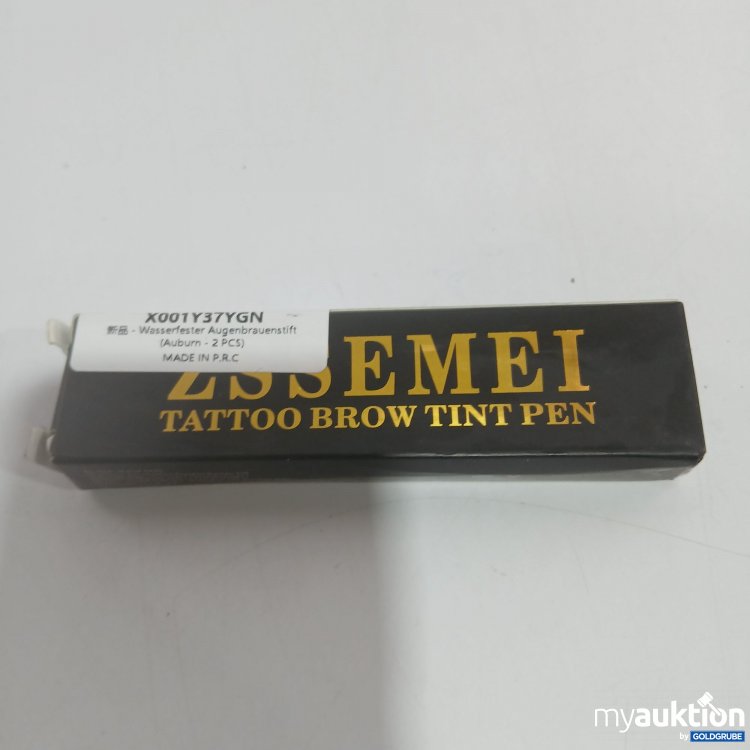 X001Y37YGN
新品 - Wasserfester Augenbrauenstift
(Auburn - 2 PCS)
MADE IN P.R.C
ZSSEMEI
TATTOO BROW TINT PEN
myauktion
by GOLDGRUBE